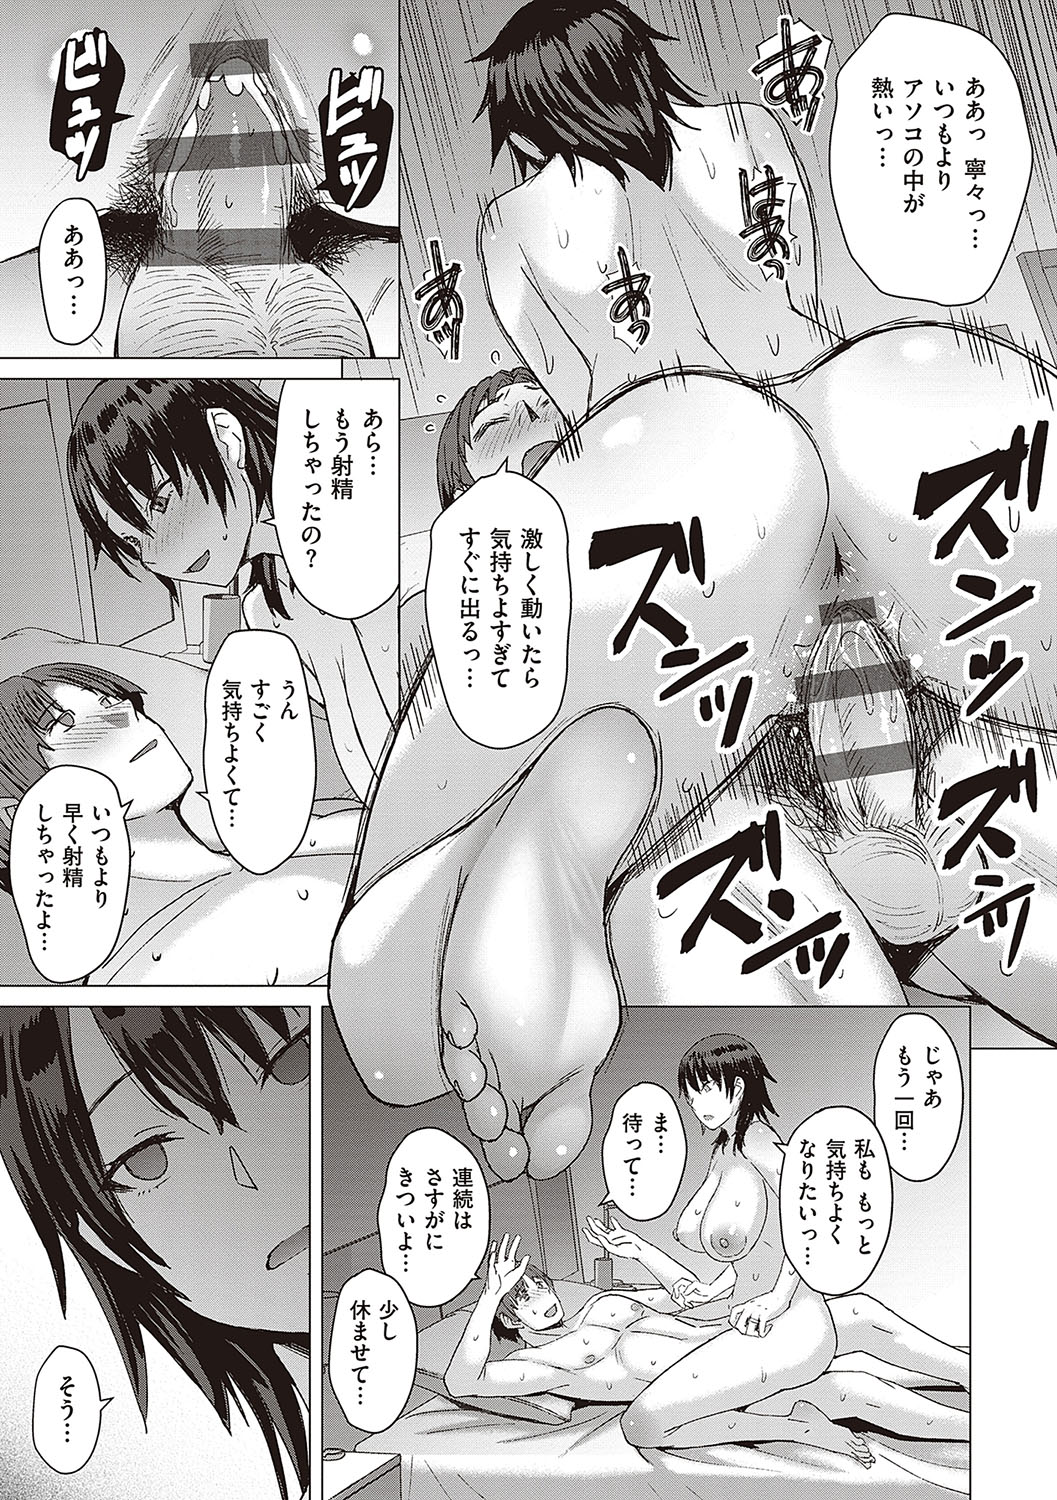 ああっ 寧々っ…
いつもより
アソコの中が
熱いっ…
あぁっ
はぁっ
あっ
あっ
激しく動いたら
気持ちよすぎて
すぐに出るっ…
ズンッ
ズンッ
ズンッ
ズンッ
ビュッ
ビュッ
ああっ…
あら…
もう射精
しちゃったの？
うん
すごく
気持ちよくて…
いつもより
早く射精
しちゃったよ…
じゃあ
もう一回…
私も もっと
気持ちよく
なりたいっ…
ま…
待って…
連続は
さすがに
きついよ…
少し
休ませて…
そう…